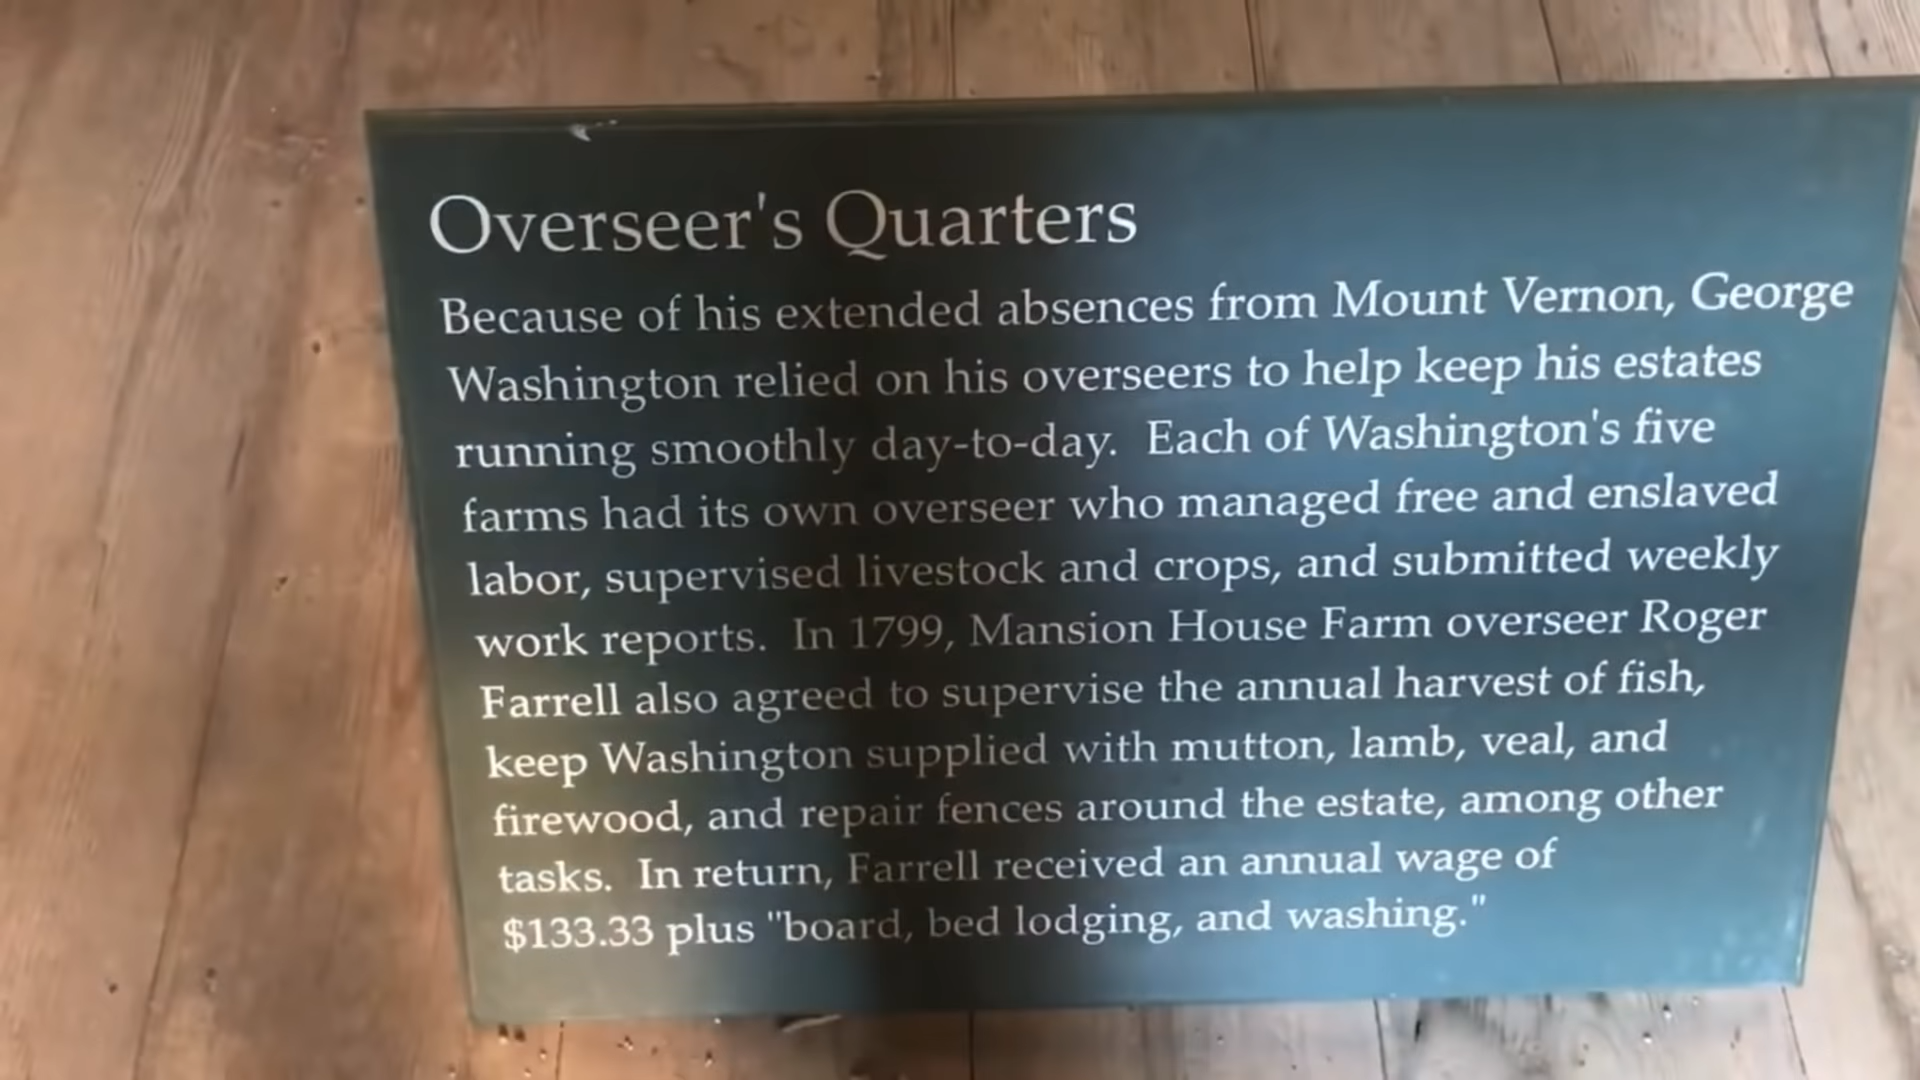 Overseer's Quarters
Because of his extended absences from Mount Vernon, George
Washington relied on his overseers to help keep his estates
running smoothly day-to-day.  Each of Washington's five
farms had its own overseer who managed free and enslaved
labor, supervised livestock and crops, and submitted weekly
work reports.  In 1799, Mansion House Farm overseer Roger
Farrell also agreed to supervise the annual harvest of fish,
keep Washington supplied with mutton, lamb, veal, and
firewood, and repair fences around the estate, among other
tasks.  In return, Farrell received an annual wage of
$133.33 plus "board, bed lodging, and washing."